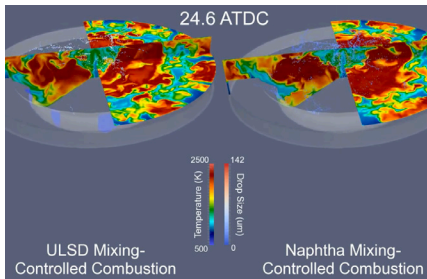 24.6 ATDC
2500
142
Temperature (K)
Drop Size (um)
500
0
ULSD Mixing-
Controlled Combustion
Naphtha Mixing-
Controlled Combustion